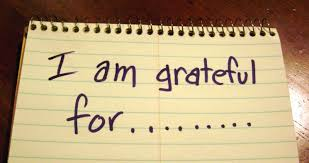 I am grateful
for.........